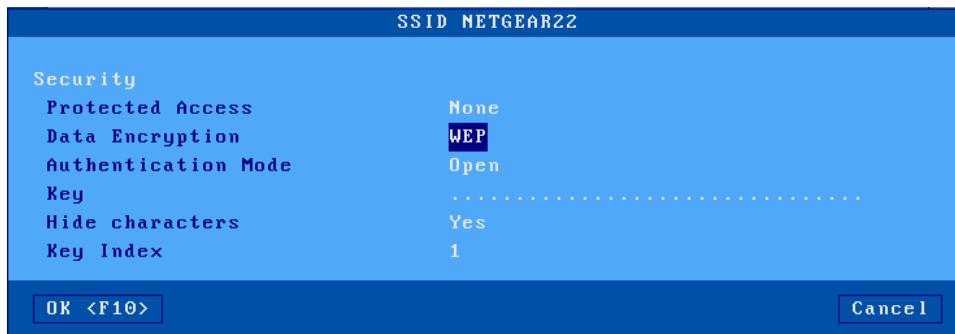 SSID NETGEAR22
Security
Protected Access None
Data Encryption WEP
Authentication Mode Open
Key ................................
Hide characters Yes
Key Index 1
OK <F10> Cancel